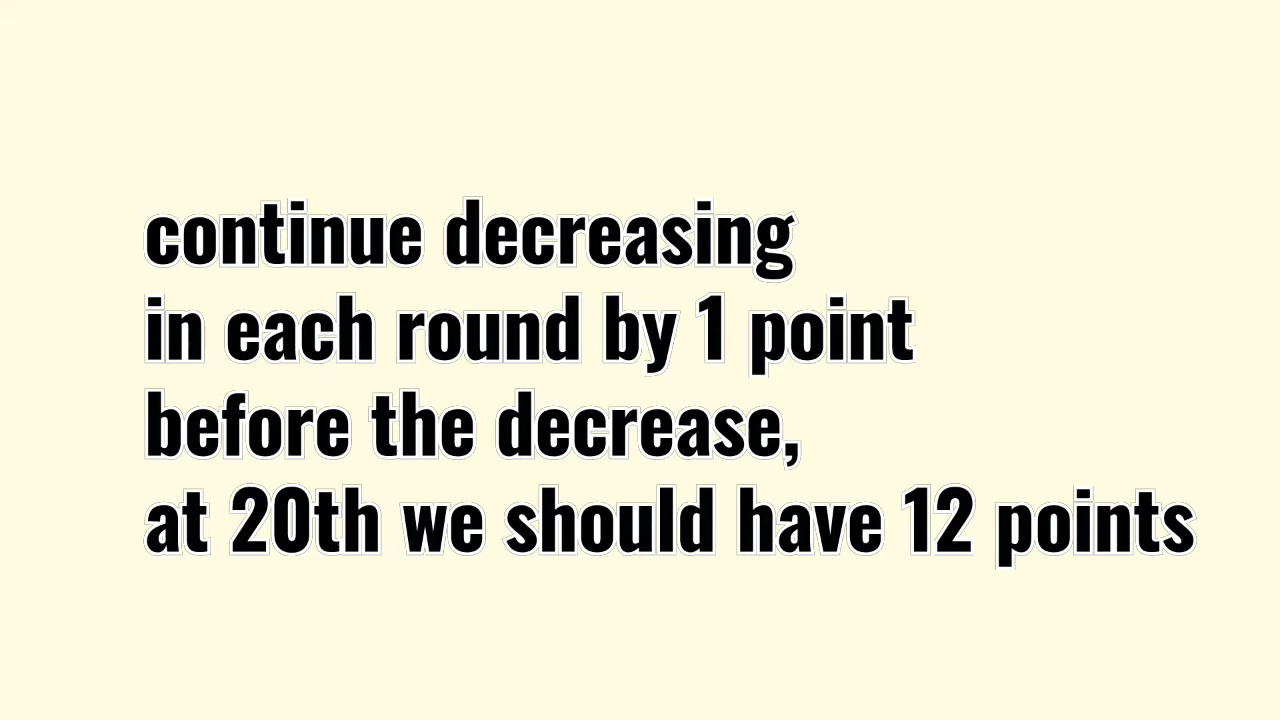 continue decreasing
in each round by 1 point
before the decrease,
at 20th we should have 12 points